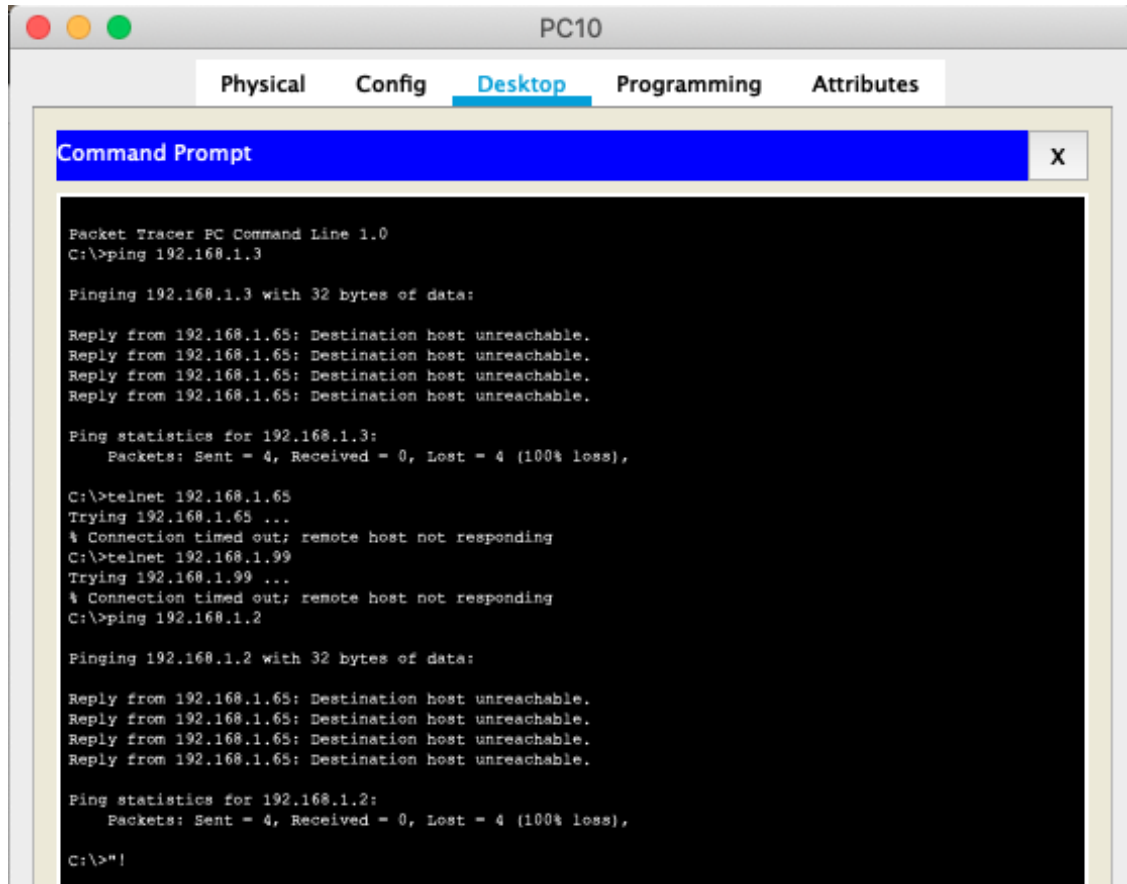 PC10
Physical Config Desktop Programming Attributes
Command Prompt X
Packet Tracer PC Command Line 1.0
C:\>ping 192.168.1.3
Pinging 192.168.1.3 with 32 bytes of data:
Reply from 192.168.1.65: Destination host unreachable.
Reply from 192.168.1.65: Destination host unreachable.
Reply from 192.168.1.65: Destination host unreachable.
Reply from 192.168.1.65: Destination host unreachable.
Ping statistics for 192.168.1.3:
Packets: Sent = 4, Received = 0, Lost = 4 (100% loss),
C:\>telnet 192.168.1.65
Trying 192.168.1.65 ...
% Connection timed out; remote host not responding
C:\>telnet 192.168.1.99
Trying 192.168.1.99 ...
% Connection timed out; remote host not responding
C:\>ping 192.168.1.2
Pinging 192.168.1.2 with 32 bytes of data:
Reply from 192.168.1.65: Destination host unreachable.
Reply from 192.168.1.65: Destination host unreachable.
Reply from 192.168.1.65: Destination host unreachable.
Reply from 192.168.1.65: Destination host unreachable.
Ping statistics for 192.168.1.2:
Packets: Sent = 4, Received = 0, Lost = 4 (100% loss),
C:\>"!